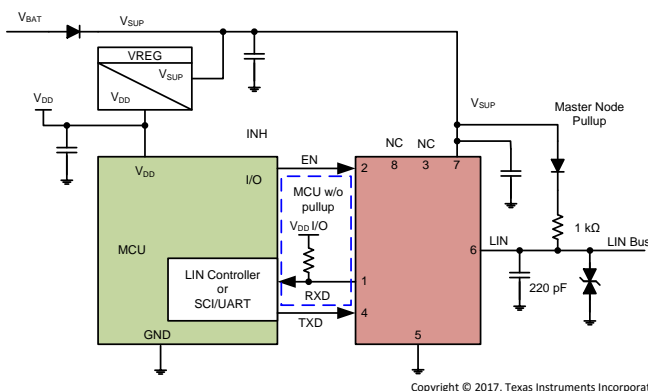 VBAT
VSUP
VREG
VSUP
VDD
VDD
INH
VSUP
Master Node
Pullup
NC
NC
EN
2
8
3
7
VDD
I/O
MCU w/o
pullup
VDD I/O
MCU
1 kΩ
LIN
LIN Bus
6
LIN Controller
or
SCI/UART
1
RXD
220 pF
4
TXD
GND
5
Copyright © 2017, Texas Instruments Incorporat